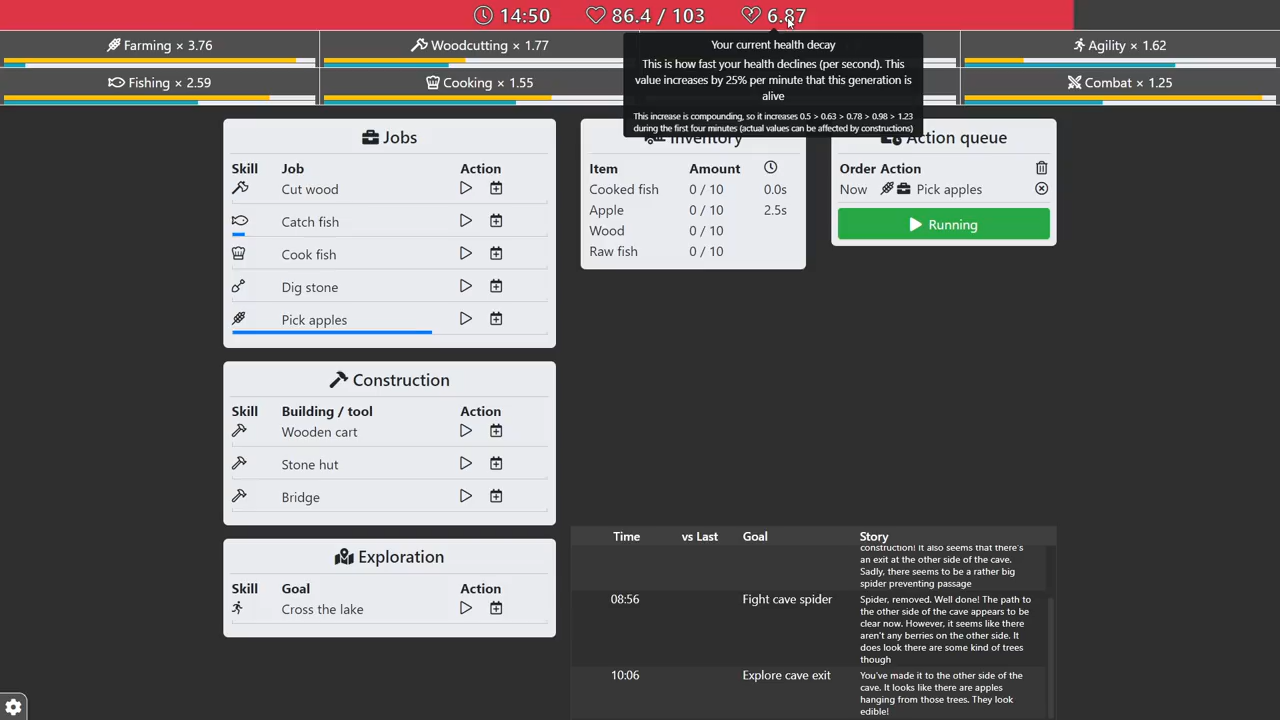 14:50 86.4 / 103 6.87
Farming × 3.76 Woodcutting × 1.77 Agility × 1.62
Fishing × 2.59 Cooking × 1.55 Combat × 1.25
Your current health decay
This is how fast your health declines (per second). This
value increases by 25% per minute that this generation is
alive
This increase is compounding, so it increases 0.5 > 0.63 > 0.78 > 0.98 > 1.23
during the first four minutes (actual values can be affected by constructions)
Jobs
Skill Job Action
Cut wood
Catch fish
Cook fish
Dig stone
Pick apples
Construction
Skill Building / tool Action
Wooden cart
Stone hut
Bridge
Exploration
Skill Goal Action
Cross the lake
Inventory
Item Amount
Cooked fish 0 / 10 0.0s
Apple 0 / 10 2.5s
Wood 0 / 10
Raw fish 0 / 10
Action queue
Order Action
Now Pick apples
Running
Time vs Last Goal Story
construction! It also seems that there's
an exit at the other side of the cave.
Sadly, there seems to be a rather big
spider preventing passage
08:56 Fight cave spider Spider, removed. Well done! The path to
the other side of the cave appears to be
clear now. However, it seems like there
aren't any berries on the other side. It
does look there are some kind of trees
though
10:06 Explore cave exit You've made it to the other side of the
cave. It looks like there are apples
hanging from those trees. They look
edible!